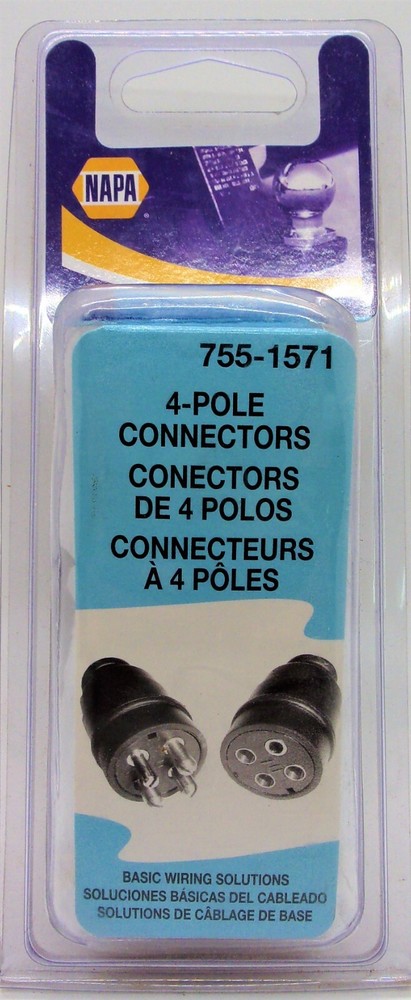 NAPA
755-1571
4-POLE
CONNECTORS
CONECTORS
DE 4 POLOS
CONNECTEURS
À 4 PÔLES
BASIC WIRING SOLUTIONS
SOLUCIONES BÁSICAS DEL CABLEADO
SOLUTIONS DE CÂBLAGE DE BASE